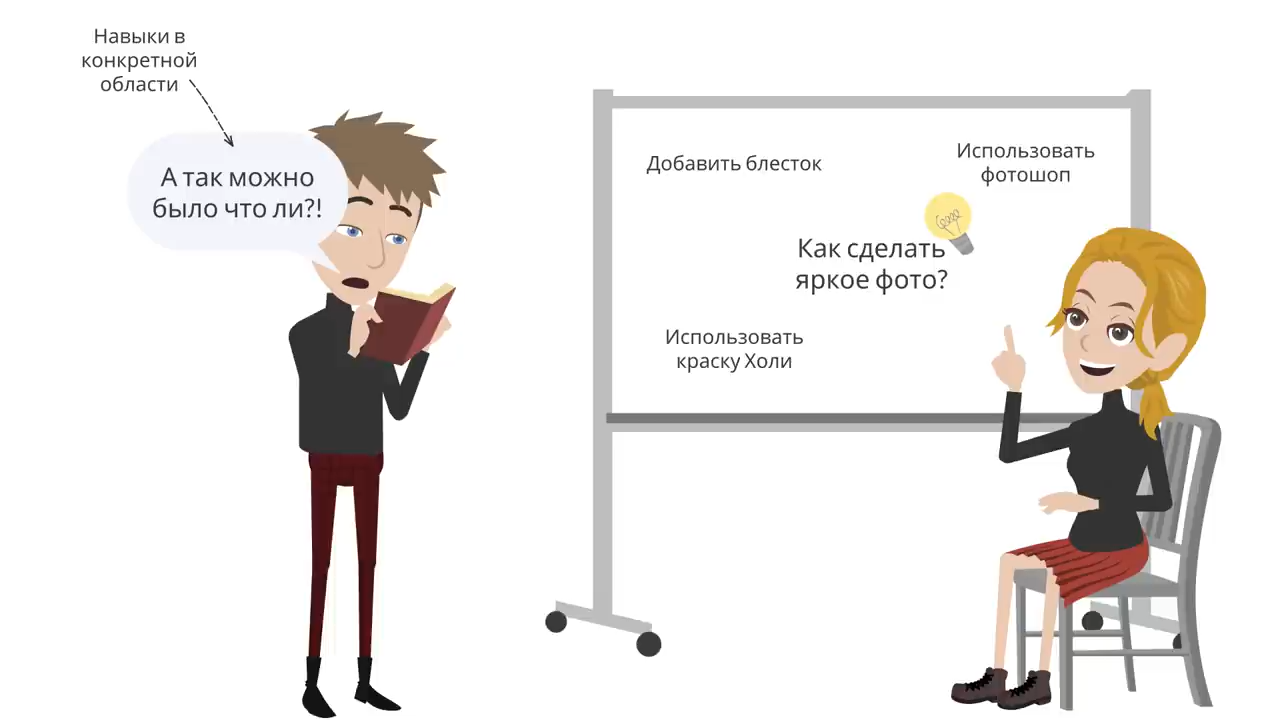 Навыки в
конкретной
области
А так можно
было что ли?!
Добавить блесток
Использовать
фотошоп
Как сделать
яркое фото?
Использовать
краску Холи